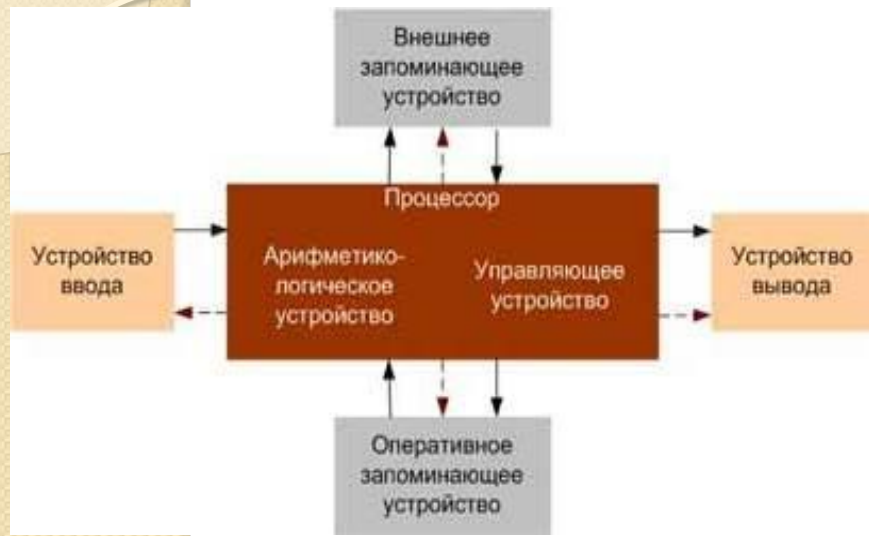 Внешнее
запоминающее
устройство
Процессор
Устройство
ввода
Арифметико-
логическое
устройство
Управляющее
устройство
Устройство
вывода
Оперативное
запоминающее
устройство